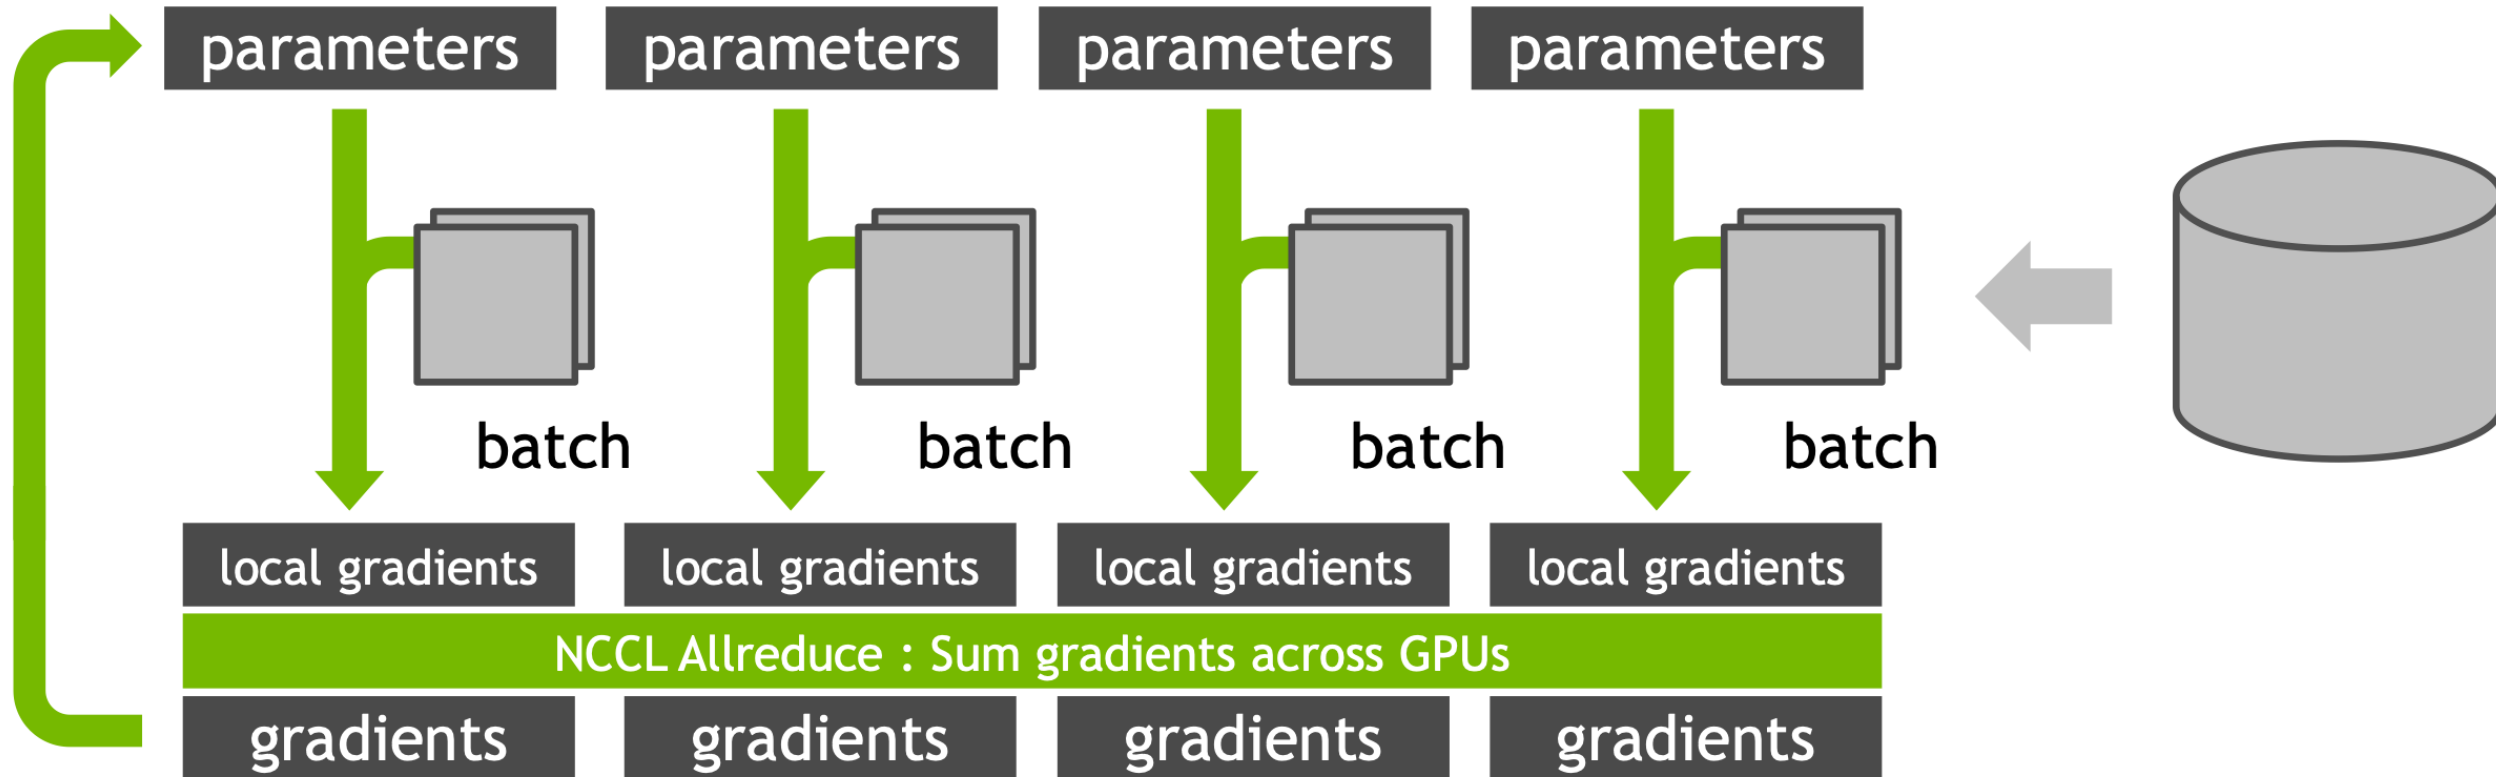 parameters parameters parameters parameters
batch batch batch batch
local gradients local gradients local gradients local gradients
NCCL Allreduce : Sum gradients across GPUs
gradients gradients gradients gradients